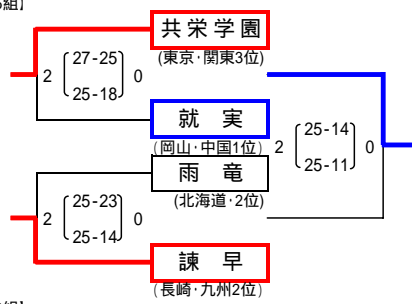 共栄学園
(東京・関東3位)
2 27-25 0
25-18
就実
(岡山・中国1位)
2 25-14 0
25-11
雨竜
(北海道・2位)
2 25-23 0
25-14
諫早
(長崎・九州2位)